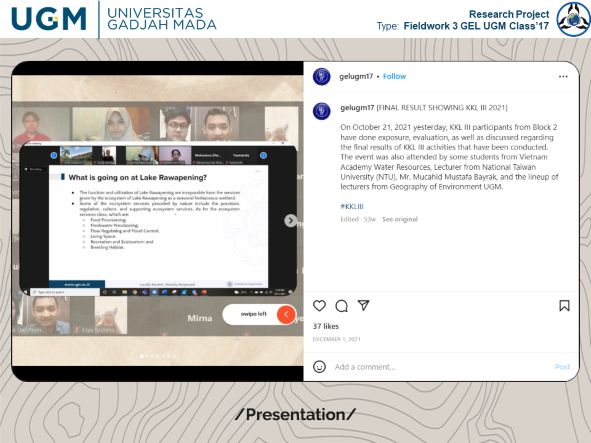 UGM
UNIVERSITAS
GADJAH MADA
Research Project
Type: Fieldwork 3 GEL UGM Class'17
gelugm17 • Follow
gelugm17 [FINAL RESULT SHOWING KKL III 2021]
On October 21, 2021 yesterday, KKL III participants from Block 2
have done exposure, evaluation, as well as discussed regarding
the final results of KKL III activities that have been conducted.
The event was also attended by some students from Vietnam
Academy Water Resources, Lecturer from National Taiwan
University (NTU), Mr. Mucahid Mustafa Bayrak, and the lineup of
lecturers from Geography of Environment UGM.
#KKLIII
Edited · 53w See original
What is going on at Lake Rawapening?
The function and utilization of Lake Rawapening are inseparable from the services
given by the ecosystem of Lake Rawapening as a seasonal herbaceous wetland.
Some of the ecosystem services provided by nature include the provision,
regulation, culture, and supporting ecosystem services. As for the ecosystem
services class, which are
Food Provisioning;
Freshwater Provisioning;
Flow Regulating and Flood Control;
Living Space;
Recreation and Ecotourism; and
Breeding Habitat
www.ugm.ac.id
Locally Rooted, Globally Respected
Mirna
swipe left
37 likes
DECEMBER 1, 2021
Add a comment...
Post
/Presentation/